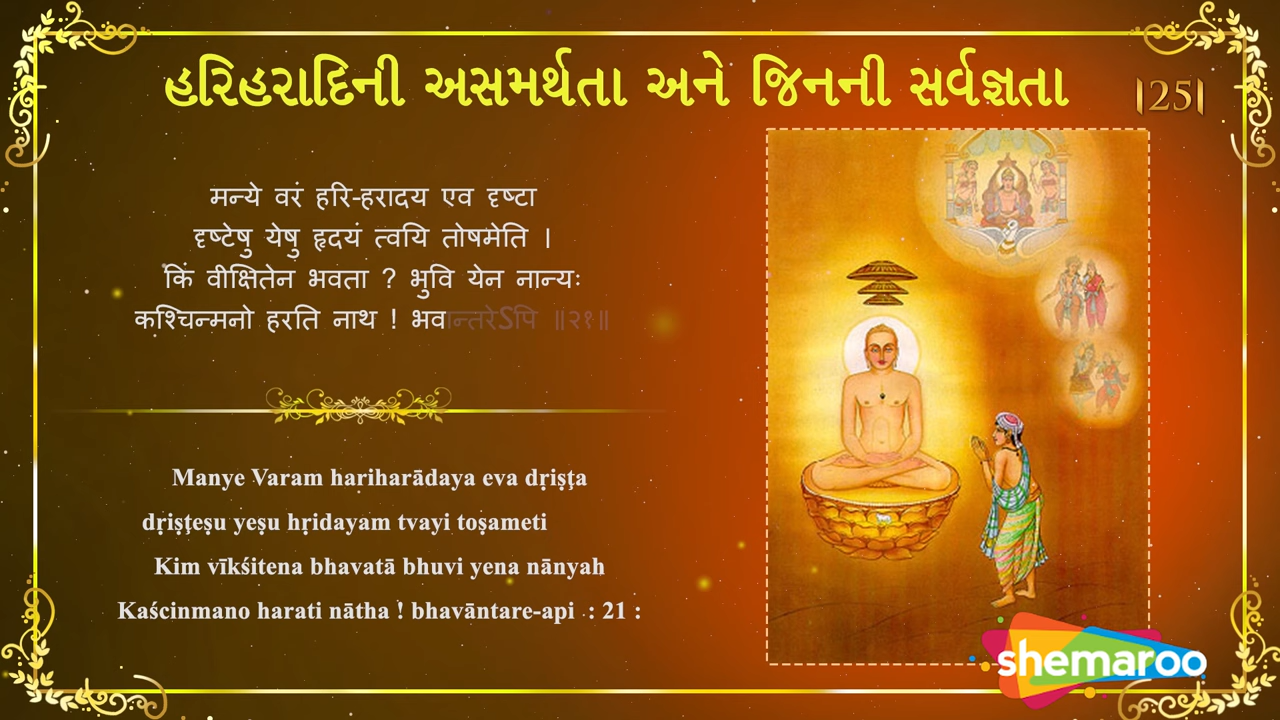 હરિહરાદિની અસમર્થતા અને જિનની સર્વજ્ઞતા
|25|
मन्ये वरं हरि-हरादय एव दृष्टा
दृष्टेषु येषु हृदयं त्वयि तोषमेति ।
किं वीक्षितेन भवता ? भुवि येन नान्यः
कश्चिन्मनो हरति नाथ ! भवान्तरेऽपि ॥२१॥
Manye Varam hariharādaya eva dṛiṣṭa
dṛiṣṭeṣu yeṣu hṛidayam tvayi toṣameti
Kim vīkśitena bhavatā bhuvi yena nānyah
Kaścinmano harati nātha ! bhavāntare-api : 21 :
shemaroo